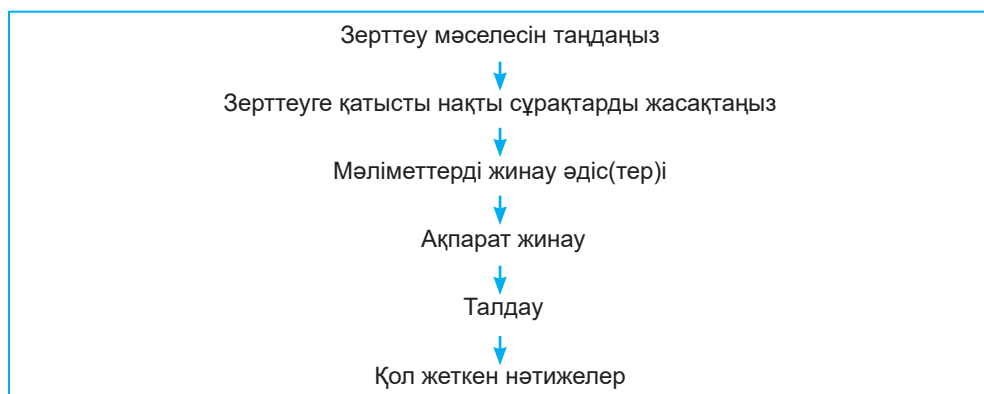 Зерттеу мәселесін таңдаңыз
Зерттеуге қатысты нақты сұрақтарды жасақтаңыз
Мәліметтерді жинау әдіс(тер)і
Ақпарат жинау
Талдау
Қол жеткен нәтижелер